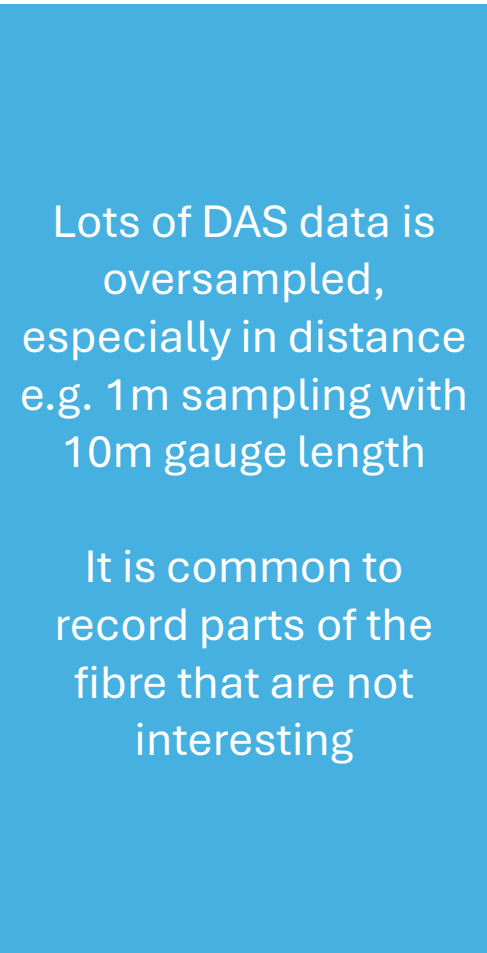 Lots of DAS data is
oversampled,
especially in distance
e.g. 1m sampling with
10m gauge length
It is common to
record parts of the
fibre that are not
interesting